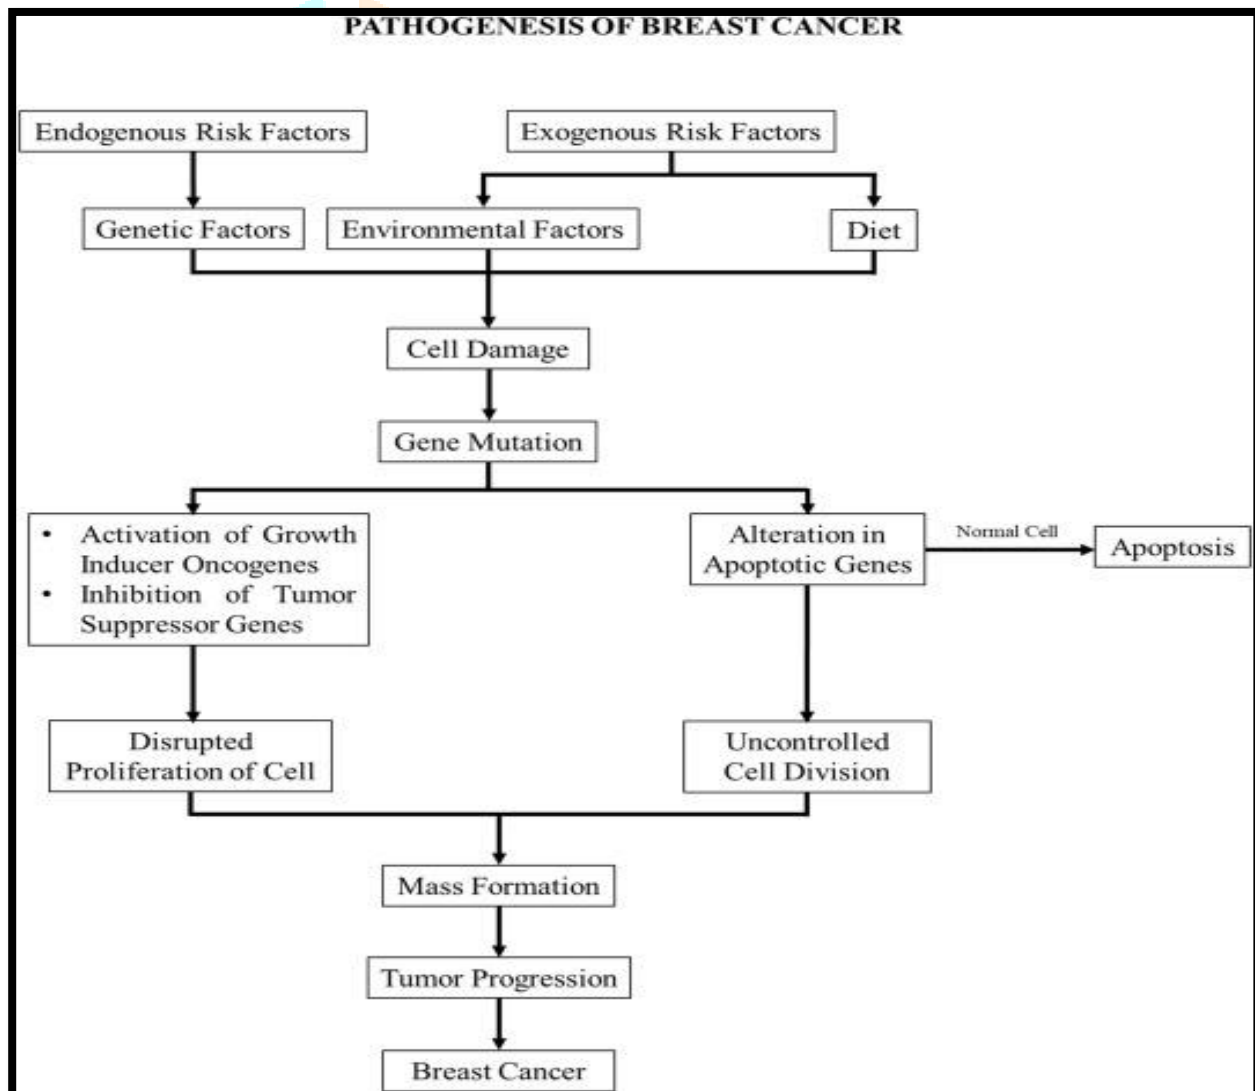 PATHOGENESIS OF BREAST CANCER
Endogenous Risk Factors
Exogenous Risk Factors
Genetic Factors
Environmental Factors
Diet
Cell Damage
Gene Mutation
• Activation of Growth
Inducer Oncogenes
• Inhibition of Tumor
Suppressor Genes
Alteration in
Apoptotic Genes
Normal Cell
Apoptosis
Disrupted
Proliferation of Cell
Uncontrolled
Cell Division
Mass Formation
Tumor Progression
Breast Cancer